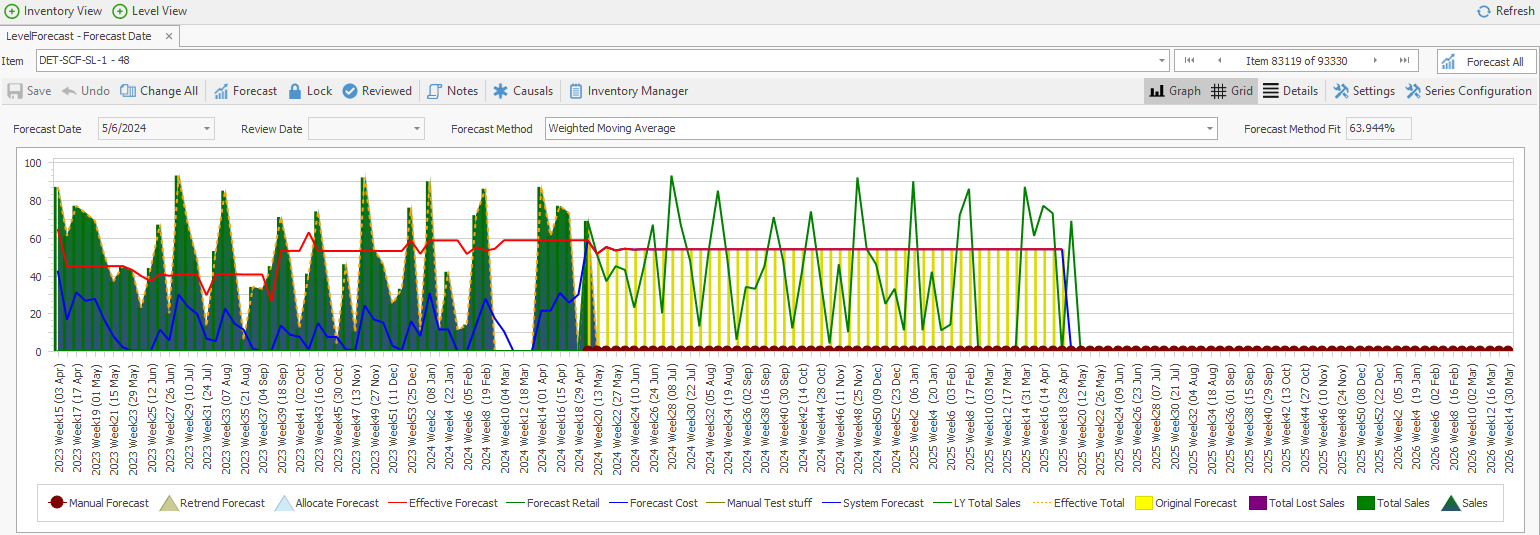 Inventory View Level View Refresh
LevelForecast - Forecast Date ×
Item DET-SCF-SL-1 - 48 Item 83119 of 93330 Forecast All
Save Undo Change All Forecast Lock Reviewed Notes Causals Inventory Manager Graph Grid Details Settings Series Configuration
Forecast Date 5/6/2024 Review Date Forecast Method Weighted Moving Average Forecast Method Fit 63.944%
100
80
60
40
20
0
2023 Week15 (03 Apr)
2023 Week17 (17 Apr)
2023 Week19 (01 May)
2023 Week21 (15 May)
2023 Week23 (29 May)
2023 Week25 (12 Jun)
2023 Week27 (26 Jun)
2023 Week29 (10 Jul)
2023 Week31 (24 Jul)
2023 Week33 (07 Aug)
2023 Week35 (21 Aug)
2023 Week37 (04 Sep)
2023 Week39 (18 Sep)
2023 Week41 (02 Oct)
2023 Week43 (16 Oct)
2023 Week45 (30 Oct)
2023 Week47 (13 Nov)
2023 Week49 (27 Nov)
2023 Week51 (11 Dec)
2023 Week53 (25 Dec)
2024 Week2 (08 Jan)
2024 Week4 (22 Jan)
2024 Week6 (05 Feb)
2024 Week8 (19 Feb)
2024 Week10 (04 Mar)
2024 Week12 (18 Mar)
2024 Week14 (01 Apr)
2024 Week16 (15 Apr)
2024 Week18 (29 Apr)
2024 Week20 (13 May)
2024 Week22 (27 May)
2024 Week24 (10 Jun)
2024 Week26 (24 Jun)
2024 Week28 (08 Jul)
2024 Week30 (22 Jul)
2024 Week32 (05 Aug)
2024 Week34 (19 Aug)
2024 Week36 (02 Sep)
2024 Week38 (16 Sep)
2024 Week40 (30 Sep)
2024 Week42 (14 Oct)
2024 Week44 (28 Oct)
2024 Week46 (11 Nov)
2024 Week48 (25 Nov)
2024 Week50 (09 Dec)
2024 Week52 (23 Dec)
2025 Week2 (06 Jan)
2025 Week4 (20 Jan)
2025 Week6 (03 Feb)
2025 Week8 (17 Feb)
2025 Week10 (03 Mar)
2025 Week12 (17 Mar)
2025 Week14 (31 Mar)
2025 Week16 (14 Apr)
2025 Week18 (28 Apr)
2025 Week20 (12 May)
2025 Week22 (26 May)
2025 Week24 (09 Jun)
2025 Week26 (23 Jun)
2025 Week28 (07 Jul)
2025 Week30 (21 Jul)
2025 Week32 (04 Aug)
2025 Week34 (18 Aug)
2025 Week36 (01 Sep)
2025 Week38 (15 Sep)
2025 Week40 (29 Sep)
2025 Week42 (13 Oct)
2025 Week44 (27 Oct)
2025 Week46 (10 Nov)
2025 Week48 (24 Nov)
2025 Week50 (08 Dec)
2025 Week52 (22 Dec)
2026 Week2 (05 Jan)
2026 Week4 (19 Jan)
2026 Week6 (02 Feb)
2026 Week8 (16 Feb)
2026 Week10 (02 Mar)
2026 Week12 (16 Mar)
2026 Week14 (30 Mar)
Manual Forecast Retrend Forecast Allocate Forecast Effective Forecast Forecast Retail Forecast Cost Manual Test stuff System Forecast LY Total Sales Effective Total Original Forecast Total Lost Sales Total Sales Sales